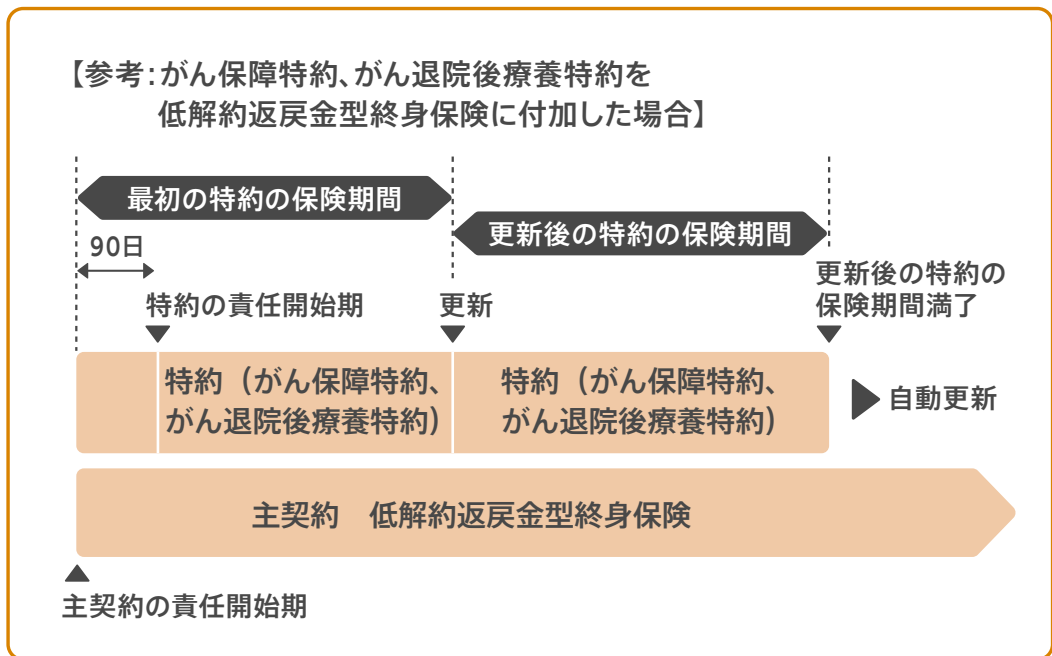 【参考:がん保障特約、がん退院後療養特約を
低解約返戻金型終身保険に付加した場合】
最初の特約の保険期間
更新後の特約の保険期間
90日
特約の責任開始期
更新
更新後の特約の
保険期間満了
特約（がん保障特約、
がん退院後療養特約）
特約（がん保障特約、
がん退院後療養特約）
自動更新
主契約　低解約返戻金型終身保険
主契約の責任開始期